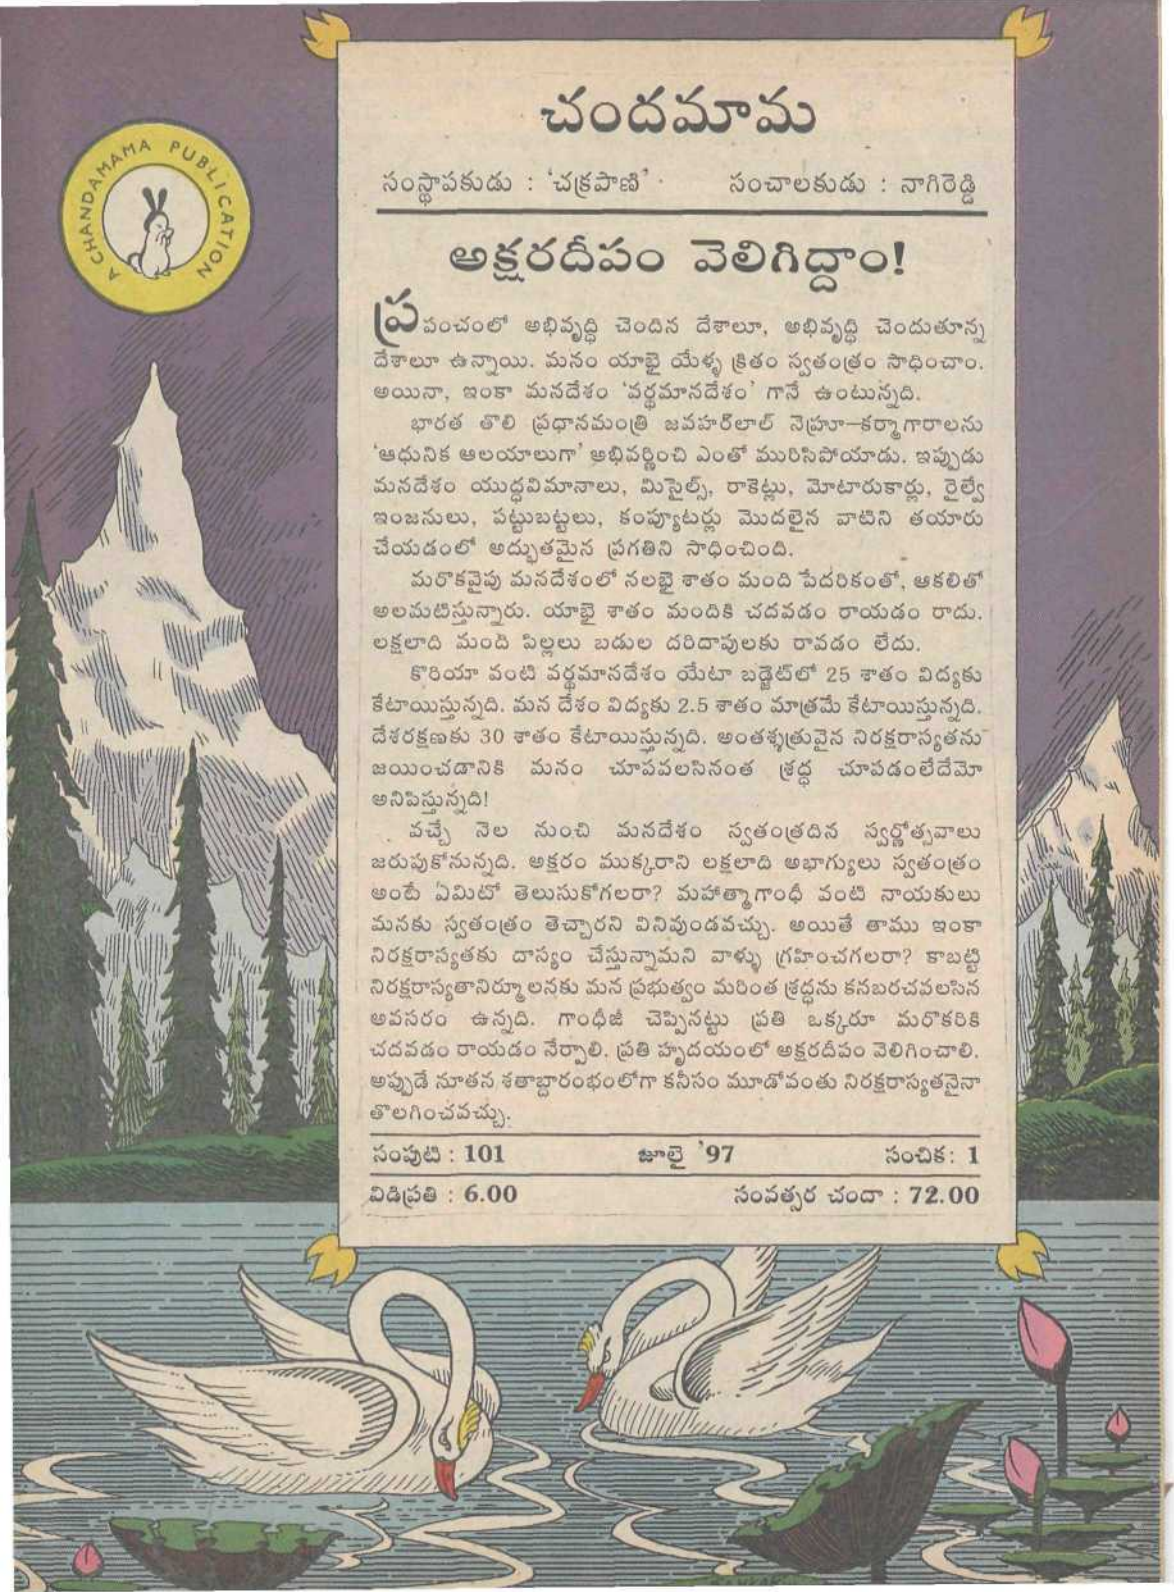 A CHANDAMAMA PUBLICATION
చందమామ
సంస్థాపకుడు : 'చక్రపాణి' సంచాలకుడు : నాగిరెడ్డి
అక్షరదీపం వెలిగిద్దాం!
ప్రపంచంలో అభివృద్ధి చెందిన దేశాలూ, అభివృద్ధి చెందుతూన్న
దేశాలూ ఉన్నాయి. మనం యాభై యేళ్ళ క్రితం స్వతంత్రం సాధించాం.
అయినా, ఇంకా మనదేశం 'వర్థమానదేశం' గానే ఉంటున్నది.
భారత తొలి ప్రధానమంత్రి జవహర్‌లాల్ నెహ్రూ—కర్మాగారాలను
'ఆధునిక ఆలయాలుగా' అభివర్ణించి ఎంతో మురిసిపోయాడు. ఇప్పుడు
మనదేశం యుద్ధవిమానాలు, మిసైల్స్, రాకెట్లు, మోటారుకార్లు, రైల్వే
ఇంజనులు, పట్టుబట్టలు, కంప్యూటర్లు మొదలైన వాటిని తయారు
చేయడంలో అద్భుతమైన ప్రగతిని సాధించింది.
మరొకవైపు మనదేశంలో నలభై శాతం మంది పేదరికంతో, ఆకలితో
అలమటిస్తున్నారు. యాభై శాతం మందికి చదవడం రాయడం రాదు.
లక్షలాది మంది పిల్లలు బడుల దరిదాపులకు రావడం లేదు.
కొరియా వంటి వర్థమానదేశం యేటా బడ్జెట్‌లో 25 శాతం విద్యకు
కేటాయిస్తున్నది. మన దేశం విద్యకు 2.5 శాతం మాత్రమే కేటాయిస్తున్నది.
దేశరక్షణకు 30 శాతం కేటాయిస్తున్నది. అంతశ్శత్రువైన నిరక్షరాస్యతను
జయించడానికి మనం చూపవలసినంత శ్రద్ధ చూపడంలేదేమో
అనిపిస్తున్నది!
వచ్చే నెల నుంచి మనదేశం స్వతంత్రదిన స్వర్ణోత్సవాలు
జరుపుకోనున్నది. అక్షరం ముక్కరాని లక్షలాది అభాగ్యులు స్వతంత్రం
అంటే ఏమిటో తెలుసుకోగలరా? మహాత్మాగాంధీ వంటి నాయకులు
మనకు స్వతంత్రం తెచ్చారని వినివుండవచ్చు. అయితే తాము ఇంకా
నిరక్షరాస్యతకు దాస్యం చేస్తున్నామని వాళ్ళు గ్రహించగలరా? కాబట్టి
నిరక్షరాస్యతానిర్మూలనకు మన ప్రభుత్వం మరింత శ్రద్ధను కనబరచవలసిన
అవసరం ఉన్నది. గాంధీజీ చెప్పినట్టు ప్రతి ఒక్కరూ మరొకరికి
చదవడం రాయడం నేర్పాలి. ప్రతి హృదయంలో అక్షరదీపం వెలిగించాలి.
అప్పుడే నూతన శతాబ్దారంభంలోగా కనీసం మూడోవంతు నిరక్షరాస్యతనైనా
తొలగించవచ్చు.
సంపుటి : 101 జూలై '97 సంచిక: 1
విడిప్రతి : 6.00 సంవత్సర చందా : 72.00